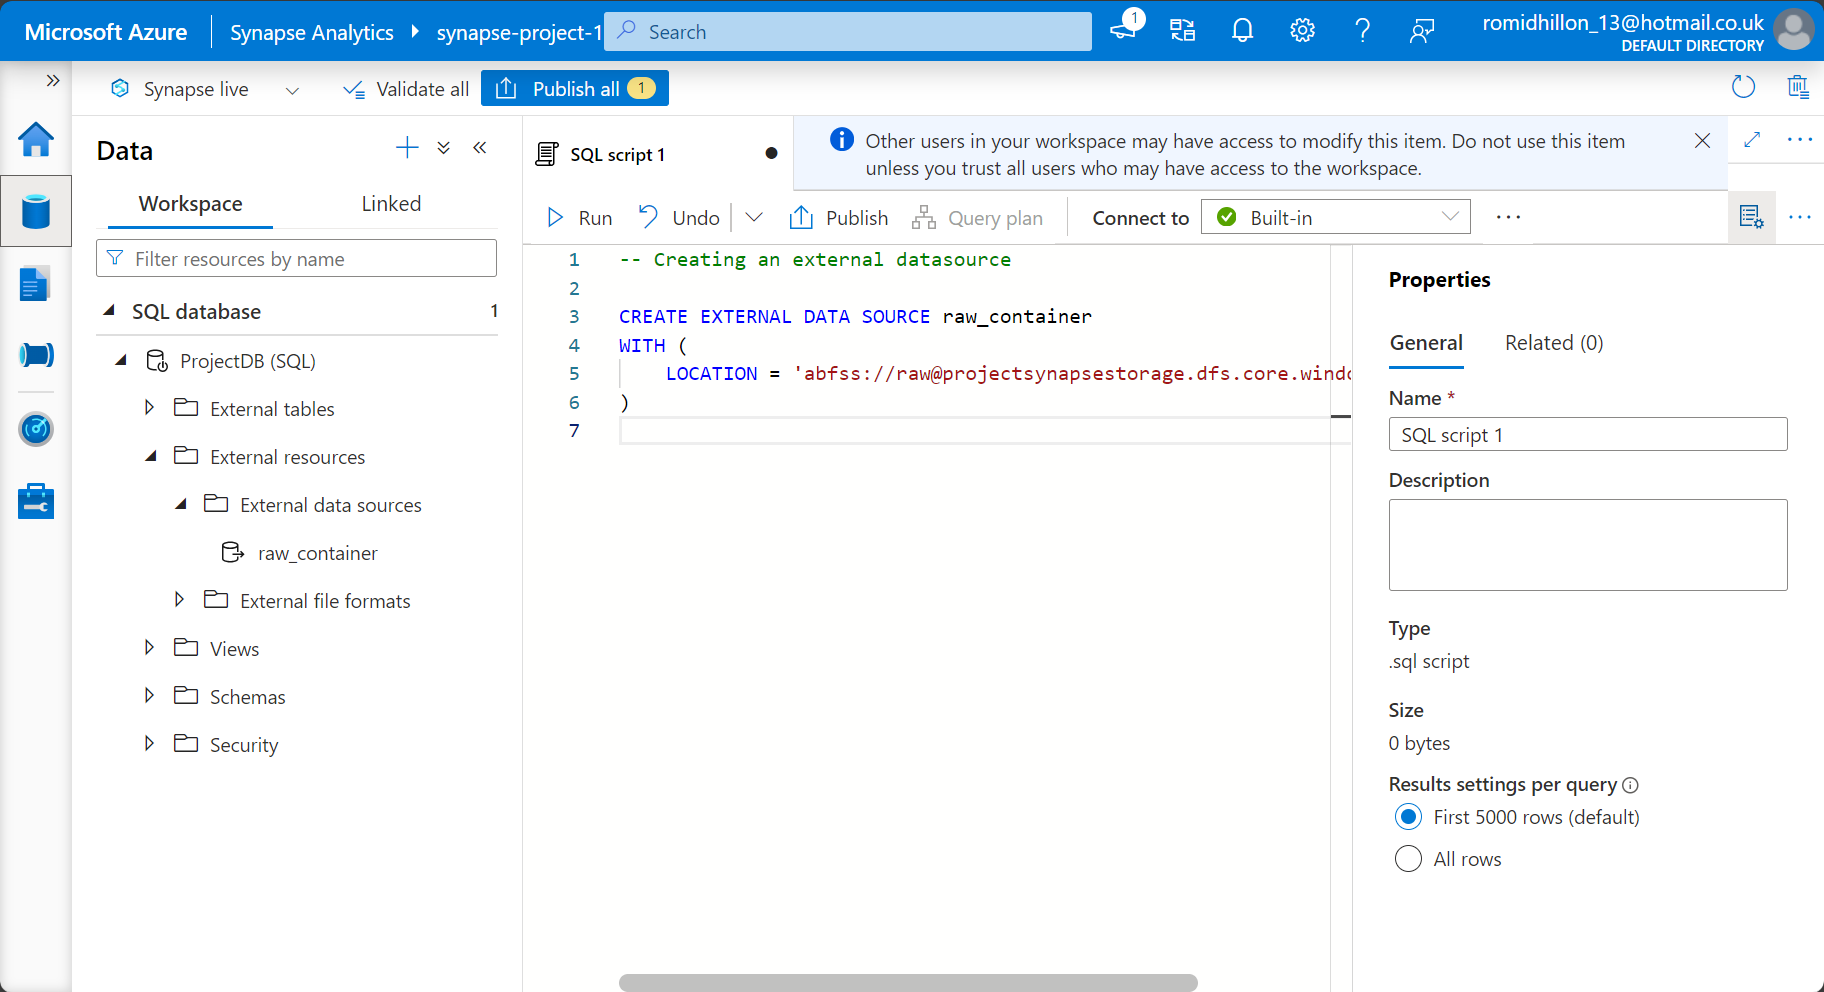 Microsoft Azure
Synapse Analytics
synapse-project-1
Search
1
romidhillon_13@hotmail.co.uk
DEFAULT DIRECTORY
Synapse live
Validate all
Publish all 1
Data
Workspace
Linked
Filter resources by name
SQL database 1
ProjectDB (SQL)
External tables
External resources
External data sources
raw_container
External file formats
Views
Schemas
Security
SQL script 1
Other users in your workspace may have access to modify this item. Do not use this item
unless you trust all users who may have access to the workspace.
Run
Undo
Publish
Query plan
Connect to
Built-in
1 -- Creating an external datasource
2
3 CREATE EXTERNAL DATA SOURCE raw_container
4 WITH (
5 LOCATION = 'abfss://raw@projectsynapsestorage.dfs.core.windo
6 )
7
Properties
General
Related (0)
Name *
SQL script 1
Description
Type
.sql script
Size
0 bytes
Results settings per query
First 5000 rows (default)
All rows